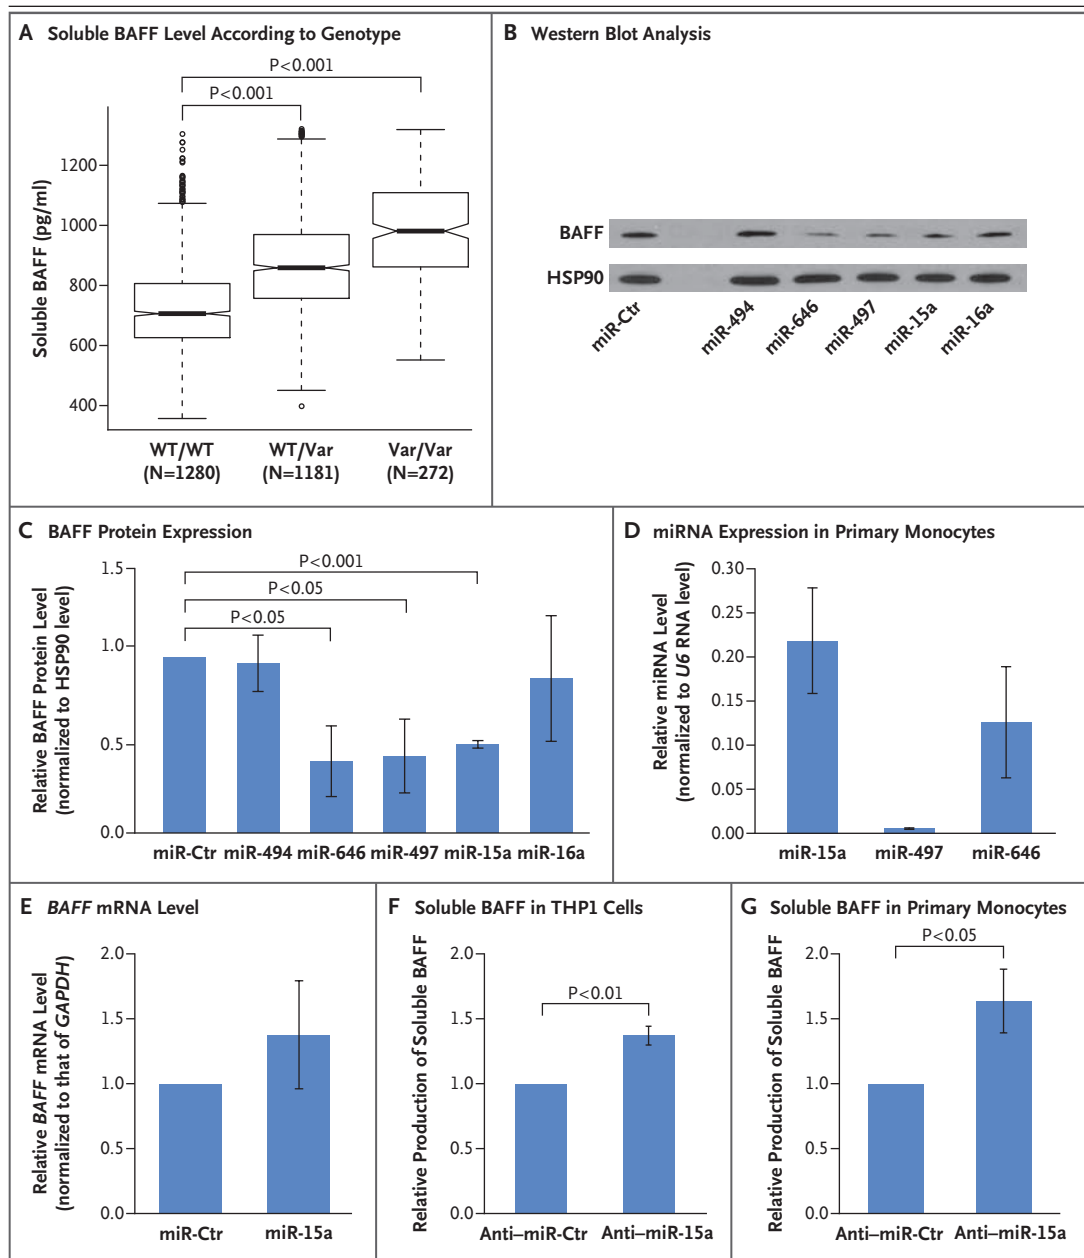 A Soluble BAFF Level According to Genotype
P<0.001
P<0.001
Soluble BAFF (pg/ml)
1200
1000
800
600
400
WT/WT
(N=1280)
WT/Var
(N=1181)
Var/Var
(N=272)
B Western Blot Analysis
BAFF
HSP90
miR-Ctr
miR-494
miR-646
miR-497
miR-15a
miR-16a
C BAFF Protein Expression
Relative BAFF Protein Level
(normalized to HSP90 level)
1.5
1.0
0.5
0.0
P<0.001
P<0.05
P<0.05
miR-Ctr miR-494 miR-646 miR-497 miR-15a miR-16a
D miRNA Expression in Primary Monocytes
Relative miRNA Level
(normalized to U6 RNA level)
0.30
0.20
0.15
0.10
0.05
0.00
miR-15a miR-497 miR-646
E BAFF mRNA Level
Relative BAFF mRNA Level
(normalized to that of GAPDH)
2.0
1.5
1.0
0.5
0.0
miR-Ctr miR-15a
F Soluble BAFF in THP1 Cells
Relative Production of Soluble BAFF
2.0
1.5
1.0
0.5
0.0
P<0.01
Anti–miR-Ctr Anti–miR-15a
G Soluble BAFF in Primary Monocytes
Relative Production of Soluble BAFF
2.0
1.5
1.0
0.5
0.0
P<0.05
Anti–miR-Ctr Anti–miR-15a